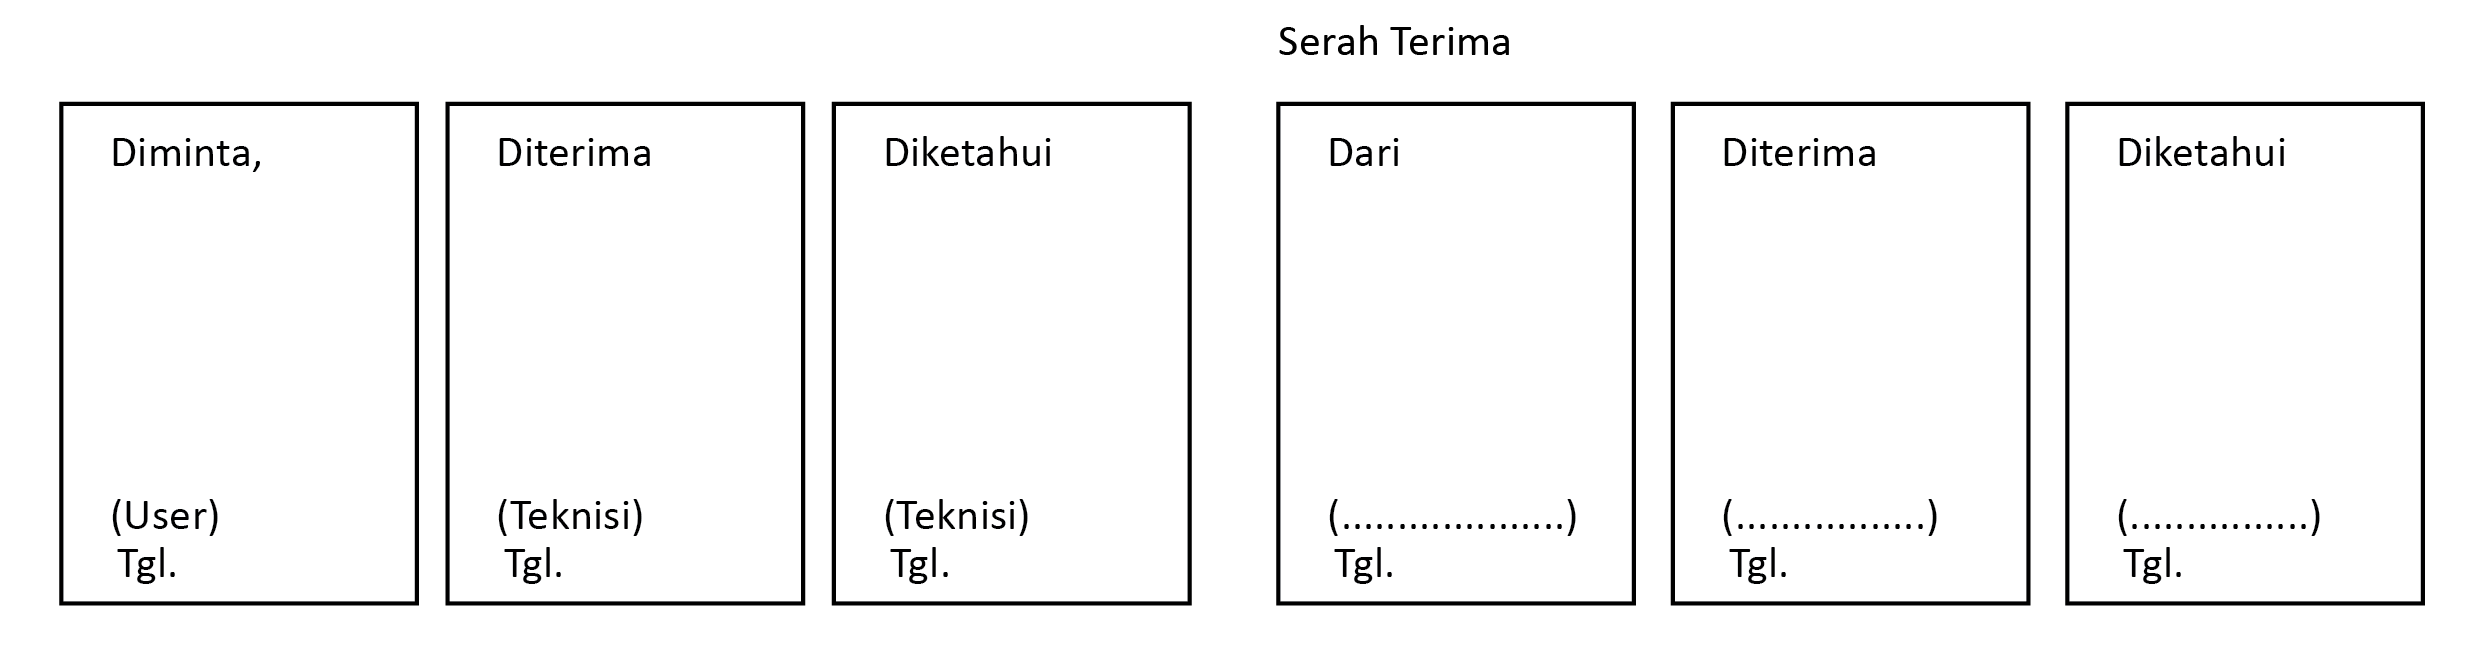 Serah Terima
Diminta,
(User)
Tgl.
Diterima
(Teknisi)
Tgl.
Diketahui
(Teknisi)
Tgl.
Dari
(....................)
Tgl.
Diterima
(.................)
Tgl.
Diketahui
(................)
Tgl.